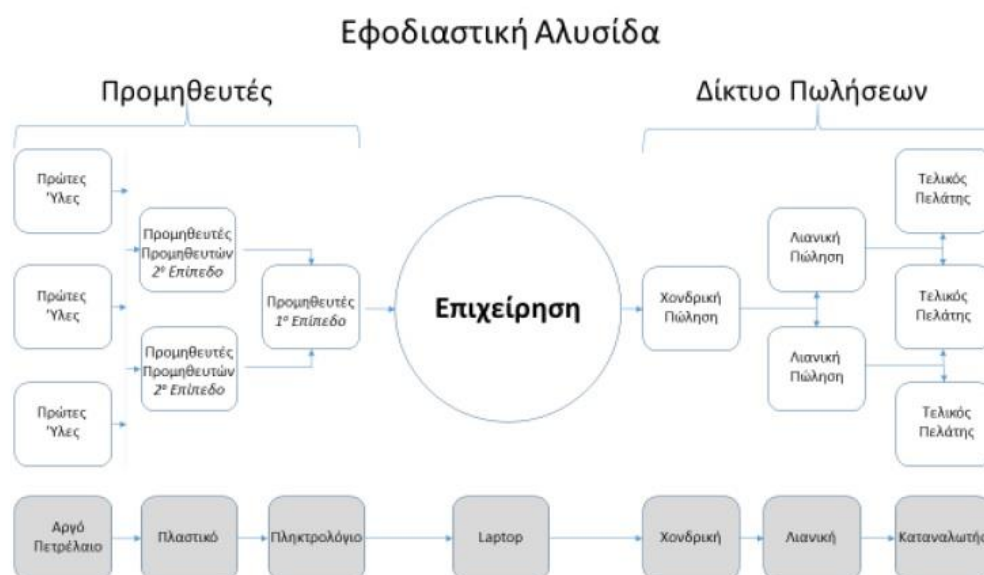 Εφοδιαστική Αλυσίδα
Προμηθευτές
Δίκτυο Πωλήσεων
Πρώτες
Ύλες
Πρώτες
Ύλες
Πρώτες
Ύλες
Προμηθευτές
Προμηθευτών
2ο Επίπεδο
Προμηθευτές
Προμηθευτών
2ο Επίπεδο
Προμηθευτές
1ο Επίπεδο
Επιχείρηση
Χονδρική
Πώληση
Λιανική
Πώληση
Λιανική
Πώληση
Τελικός
Πελάτης
Τελικός
Πελάτης
Τελικός
Πελάτης
Αργό
Πετρέλαιο
Πλαστικό
Πληκτρολόγιο
Laptop
Χονδρική
Λιανική
Καταναλωτής